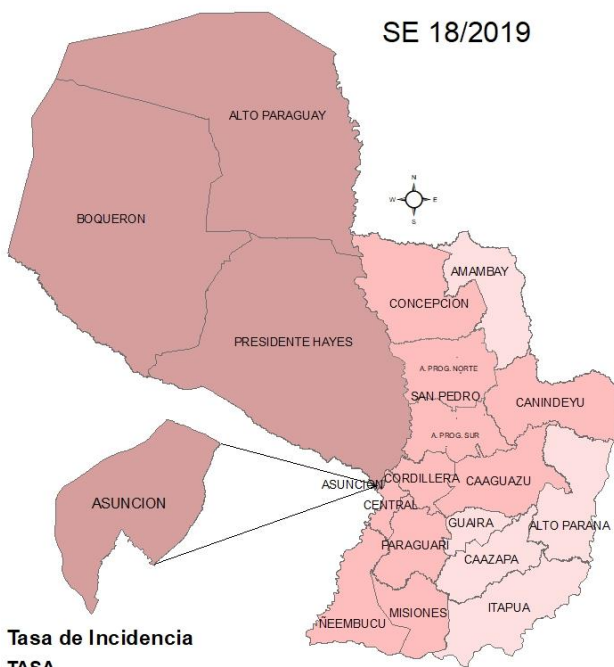 SE 18/2019
ALTO PARAGUAY
N
W E
S
BOQUERON
AMAMBAY
CONCEPCION
PRESIDENTE HAYES
A. PROG. NORTE
SAN PEDRO
CANINDEYU
A. PROG. SUR
ASUNCION
CORDILLERA
CAAGUAZU
ASUNCION
CENTRAL
GUAIRA
ALTO PARANA
PARAGUARI
CAAZAPA
ITAPUA
MISIONES
ÑEEMBUCU
Tasa de Incidencia
TASA